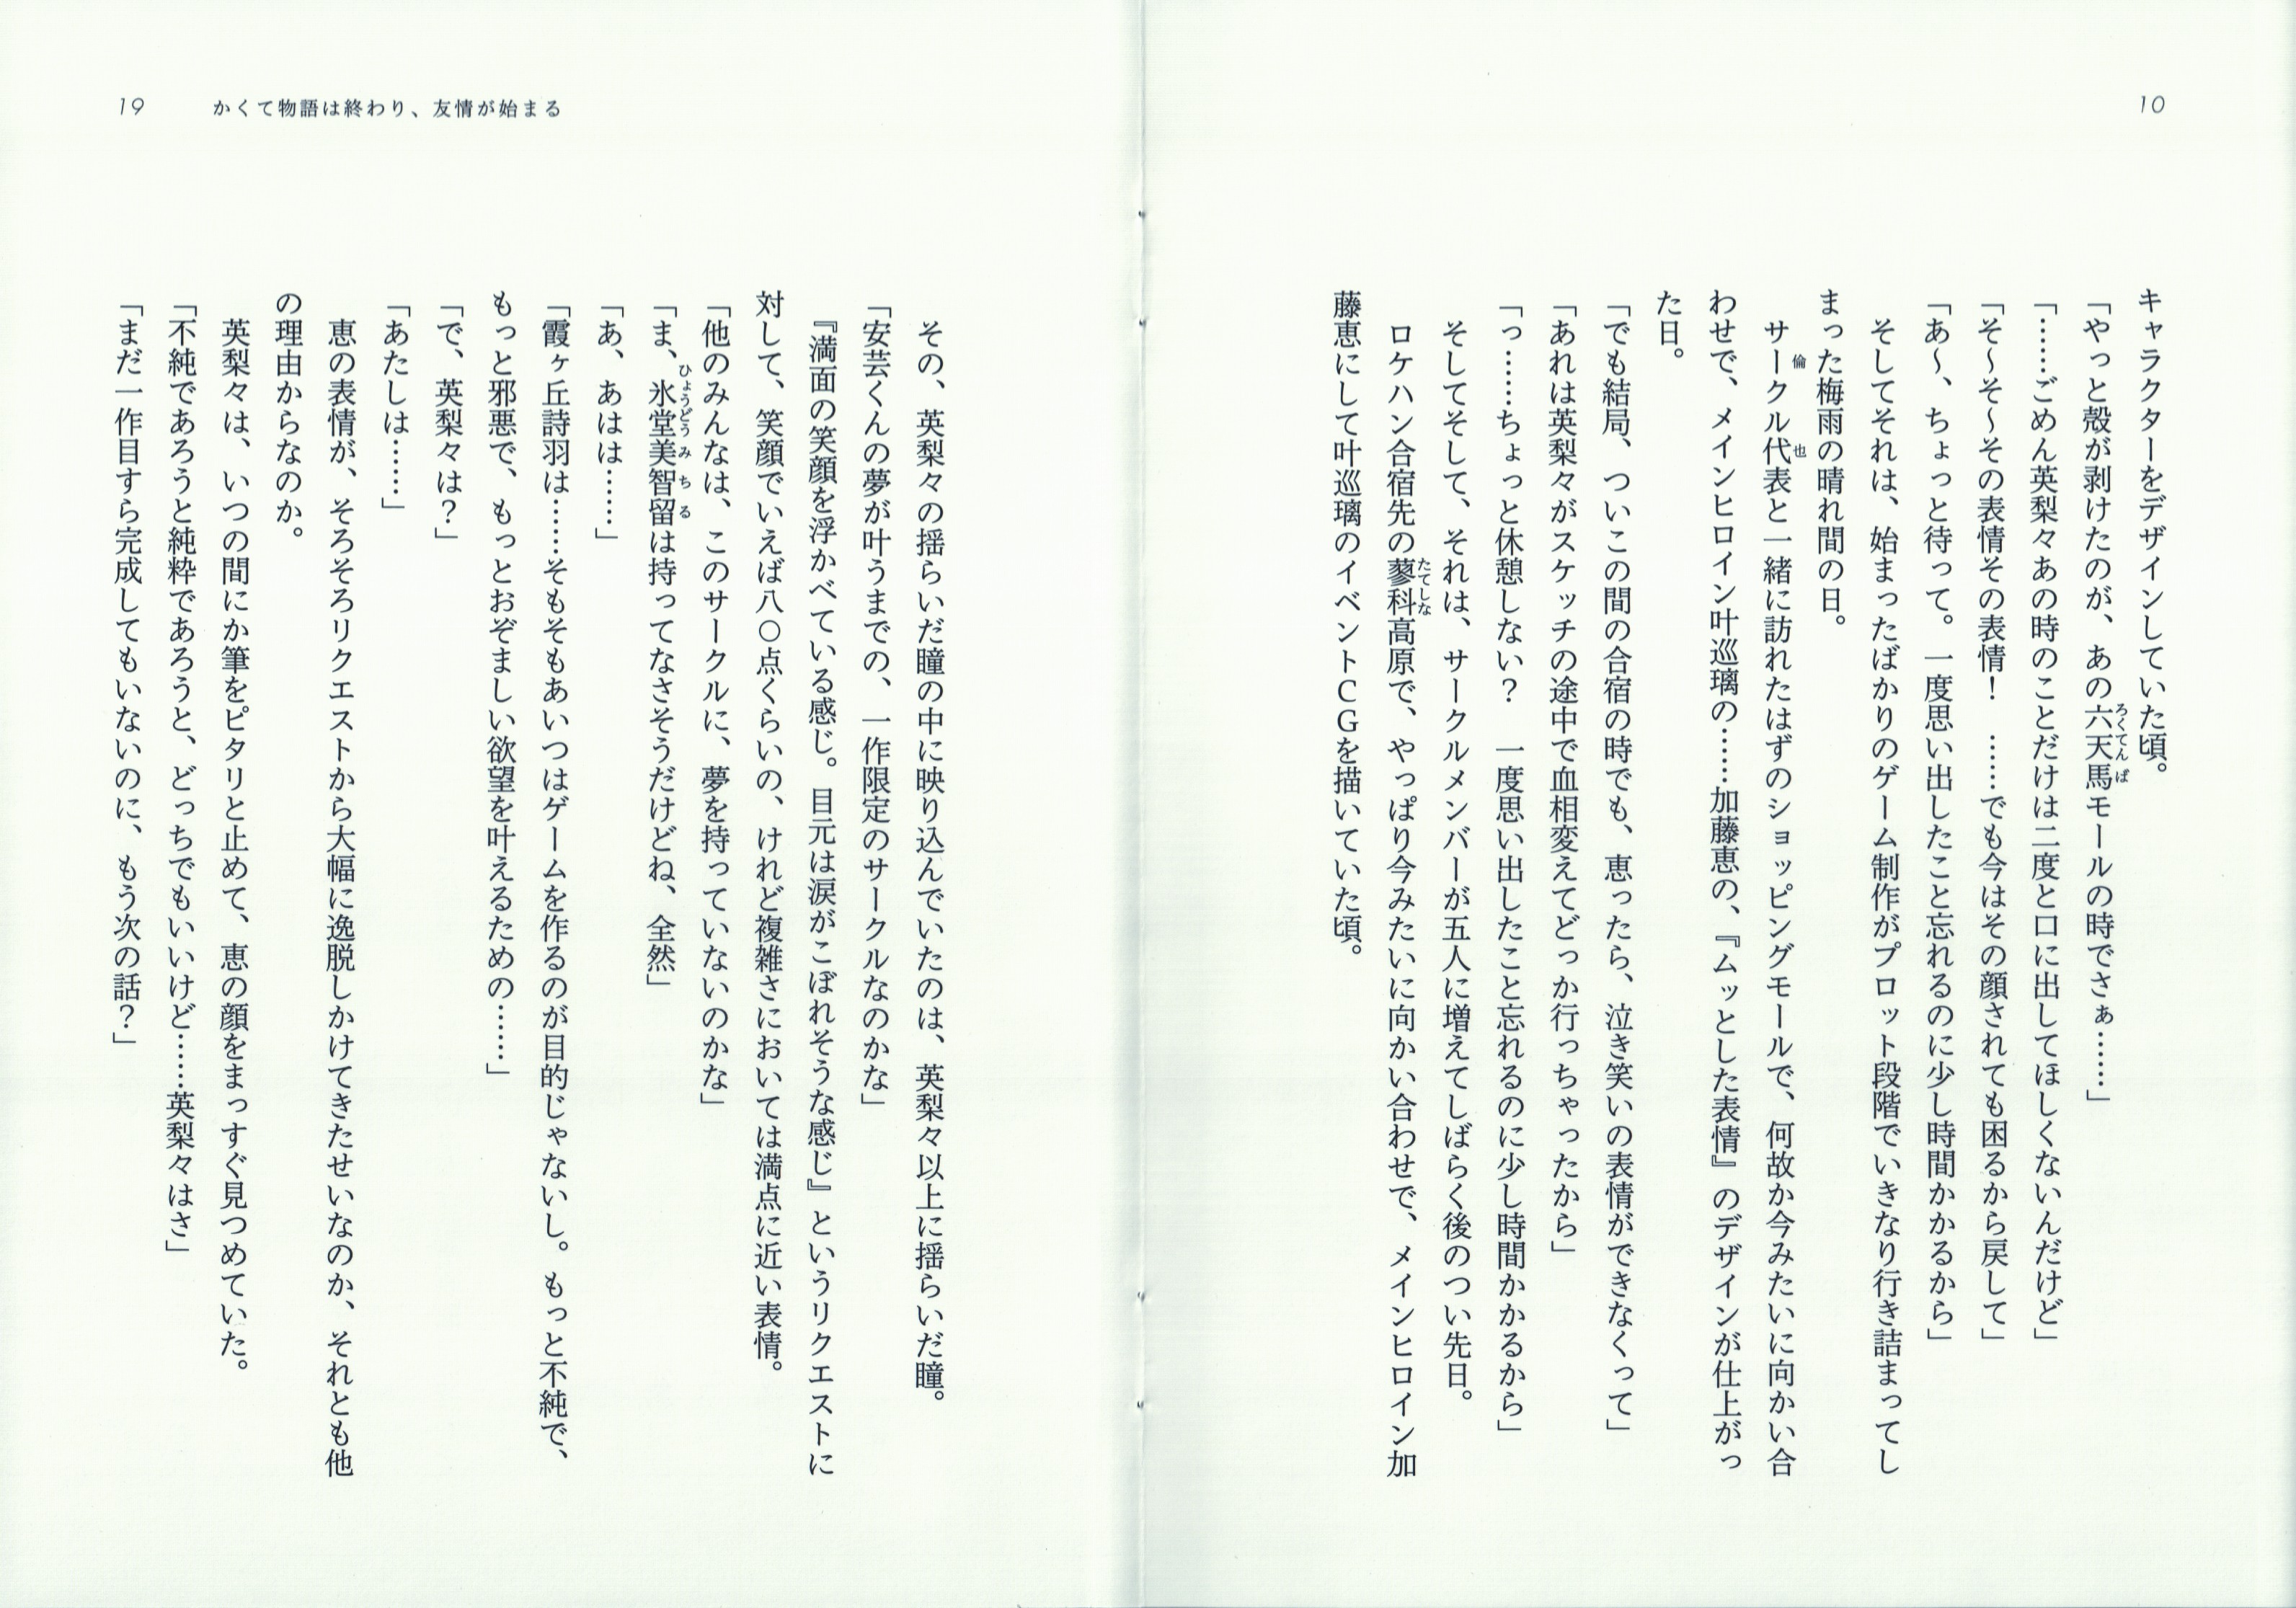 10
キャラクターをデザインしていた頃。
「やっと殻が剥けたのが、あの六天馬モールの時でさぁ……」
ろくてんば
「……ごめん英梨々あの時のことだけは二度と口に出してほしくないんだけど」
「そ～そ～その表情その表情！　……でも今はその顔されても困るから戻して」
「あ～、ちょっと待って。一度思い出したこと忘れるのに少し時間かかるから」
そしてそれは、始まったばかりのゲーム制作がプロット段階でいきなり行き詰まってし
まった梅雨の晴れ間の日。
サークル代表と一緒に訪れたはずのショッピングモールで、何故か今みたいに向かい合
倫也
わせで、メインヒロイン叶巡璃の……加藤恵の、『ムッとした表情』のデザインが仕上がっ
た日。
「でも結局、ついこの間の合宿の時でも、恵ったら、泣き笑いの表情ができなくって」
「あれは英梨々がスケッチの途中で血相変えてどっか行っちゃったから」
「っ……ちょっと休憩しない？　一度思い出したこと忘れるのに少し時間かかるから」
そしてそして、それは、サークルメンバーが五人に増えてしばらく後のつい先日。
ロケハン合宿先の蓼科高原で、やっぱり今みたいに向かい合わせで、メインヒロイン加
たてしな
藤恵にして叶巡璃のイベントCGを描いていた頃。
19
かくて物語は終わり、友情が始まる
その、英梨々の揺らいだ瞳の中に映り込んでいたのは、英梨々以上に揺らいだ瞳。
「安芸くんの夢が叶うまでの、一作限定のサークルなのかな」
『満面の笑顔を浮かべている感じ。目元は涙がこぼれそうな感じ』というリクエストに
対して、笑顔でいえば八〇点くらいの、けれど複雑さにおいては満点に近い表情。
「他のみんなは、このサークルに、夢を持っていないのかな」
「ま、氷堂美智留は持ってなさそうだけどね、全然」
ひょうどうみちる
「あ、あはは……」
「霞ヶ丘詩羽は……そもそもあいつはゲームを作るのが目的じゃないし。もっと不純で、
もっと邪悪で、もっとおぞましい欲望を叶えるための……」
「で、英梨々は？」
「あたしは……」
恵の表情が、そろそろリクエストから大幅に逸脱しかけてきたせいなのか、それとも他
の理由からなのか。
英梨々は、いつの間にか筆をピタリと止めて、恵の顔をまっすぐ見つめていた。
「不純であろうと純粋であろうと、どっちでもいいけど……英梨々はさ」
「まだ一作目すら完成してもいないのに、もう次の話？」